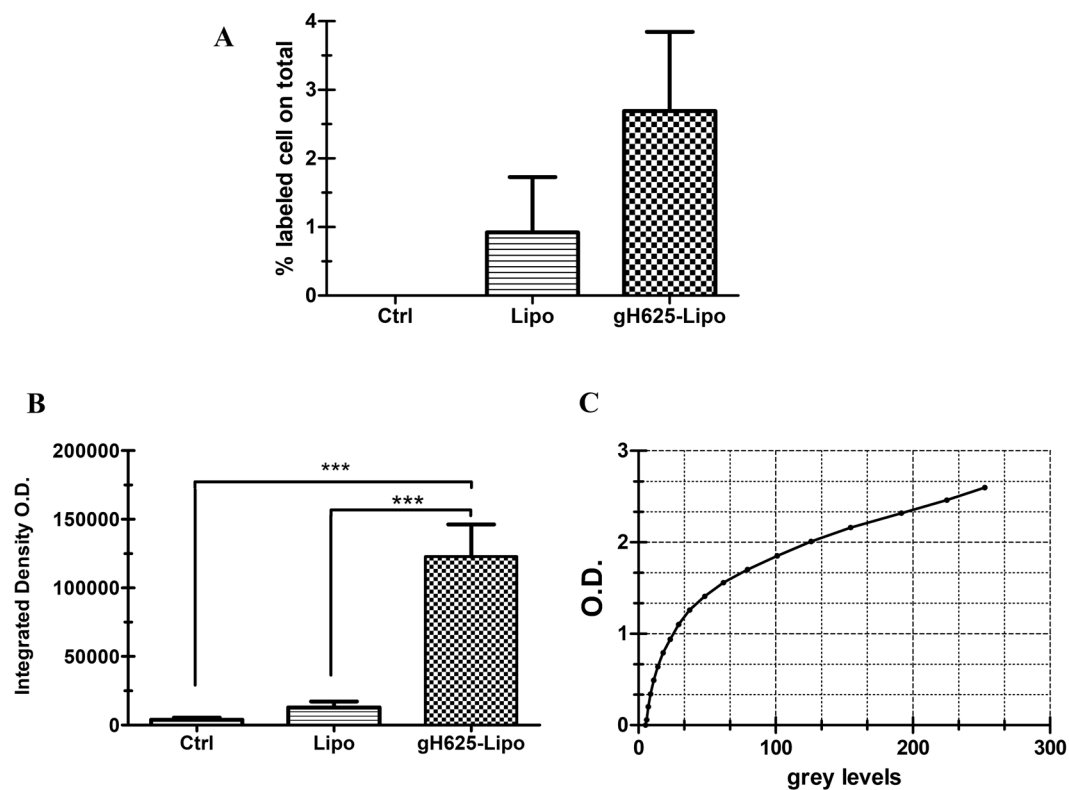 A
% labeled cell on total
4
3
2
1
0
Ctrl Lipo gH625-Lipo
B
Integrated Density O.D.
200000
150000
100000
50000
0
***
***
Ctrl Lipo gH625-Lipo
C
O.D.
3
2
1
0
0 100 200 300
grey levels